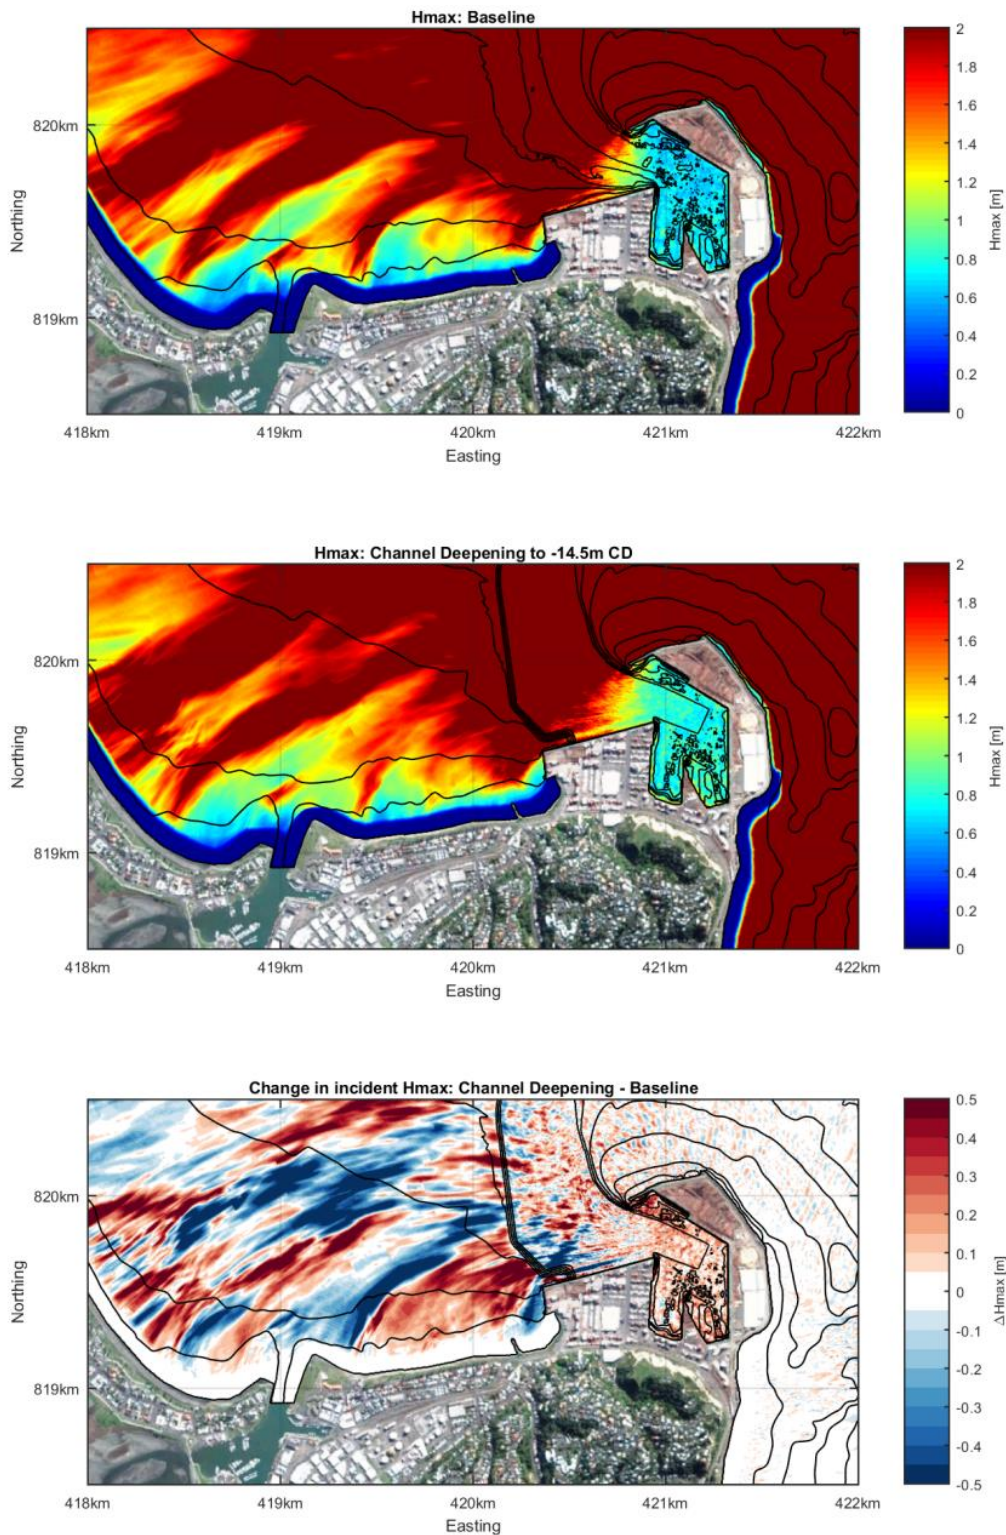 Hmax: Baseline
820km
819km
Northing
418km 419km 420km 421km 422km
Easting
2
1.8
1.6
1.4
1.2
1
0.8
0.6
0.4
0.2
0
Hmax [m]
Hmax: Channel Deepening to -14.5m CD
820km
819km
Northing
418km 419km 420km 421km 422km
Easting
2
1.8
1.6
1.4
1.2
1
0.8
0.6
0.4
0.2
0
Hmax [m]
Change in incident Hmax: Channel Deepening - Baseline
820km
819km
Northing
418km 419km 420km 421km 422km
Easting
0.5
0.4
0.3
0.2
0.1
0
-0.1
-0.2
-0.3
-0.4
-0.5
ΔHmax [m]